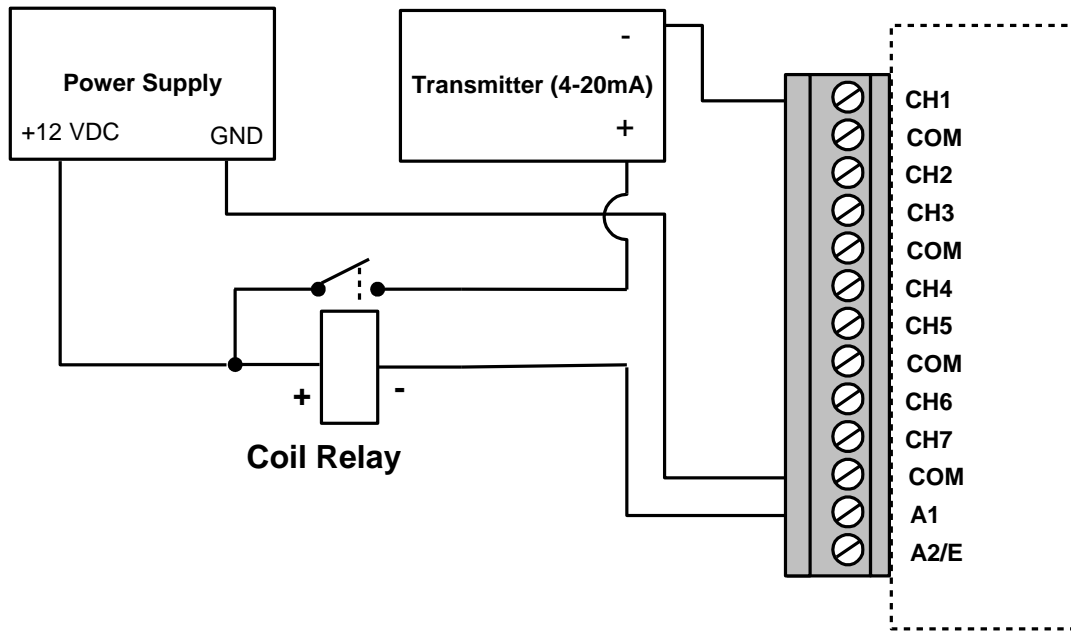 Power Supply
+12 VDC
GND
-
Transmitter (4-20mA)
+
+
-
Coil Relay
CH1
COM
CH2
CH3
COM
CH4
CH5
COM
CH6
CH7
COM
A1
A2/E